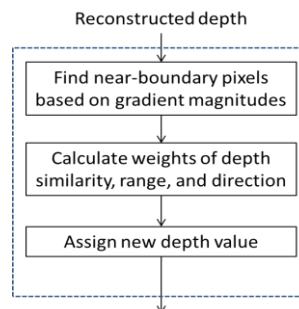 Reconstructed depth
Find near-boundary pixels
based on gradient magnitudes
Calculate weights of depth
similarity, range, and direction
Assign new depth value